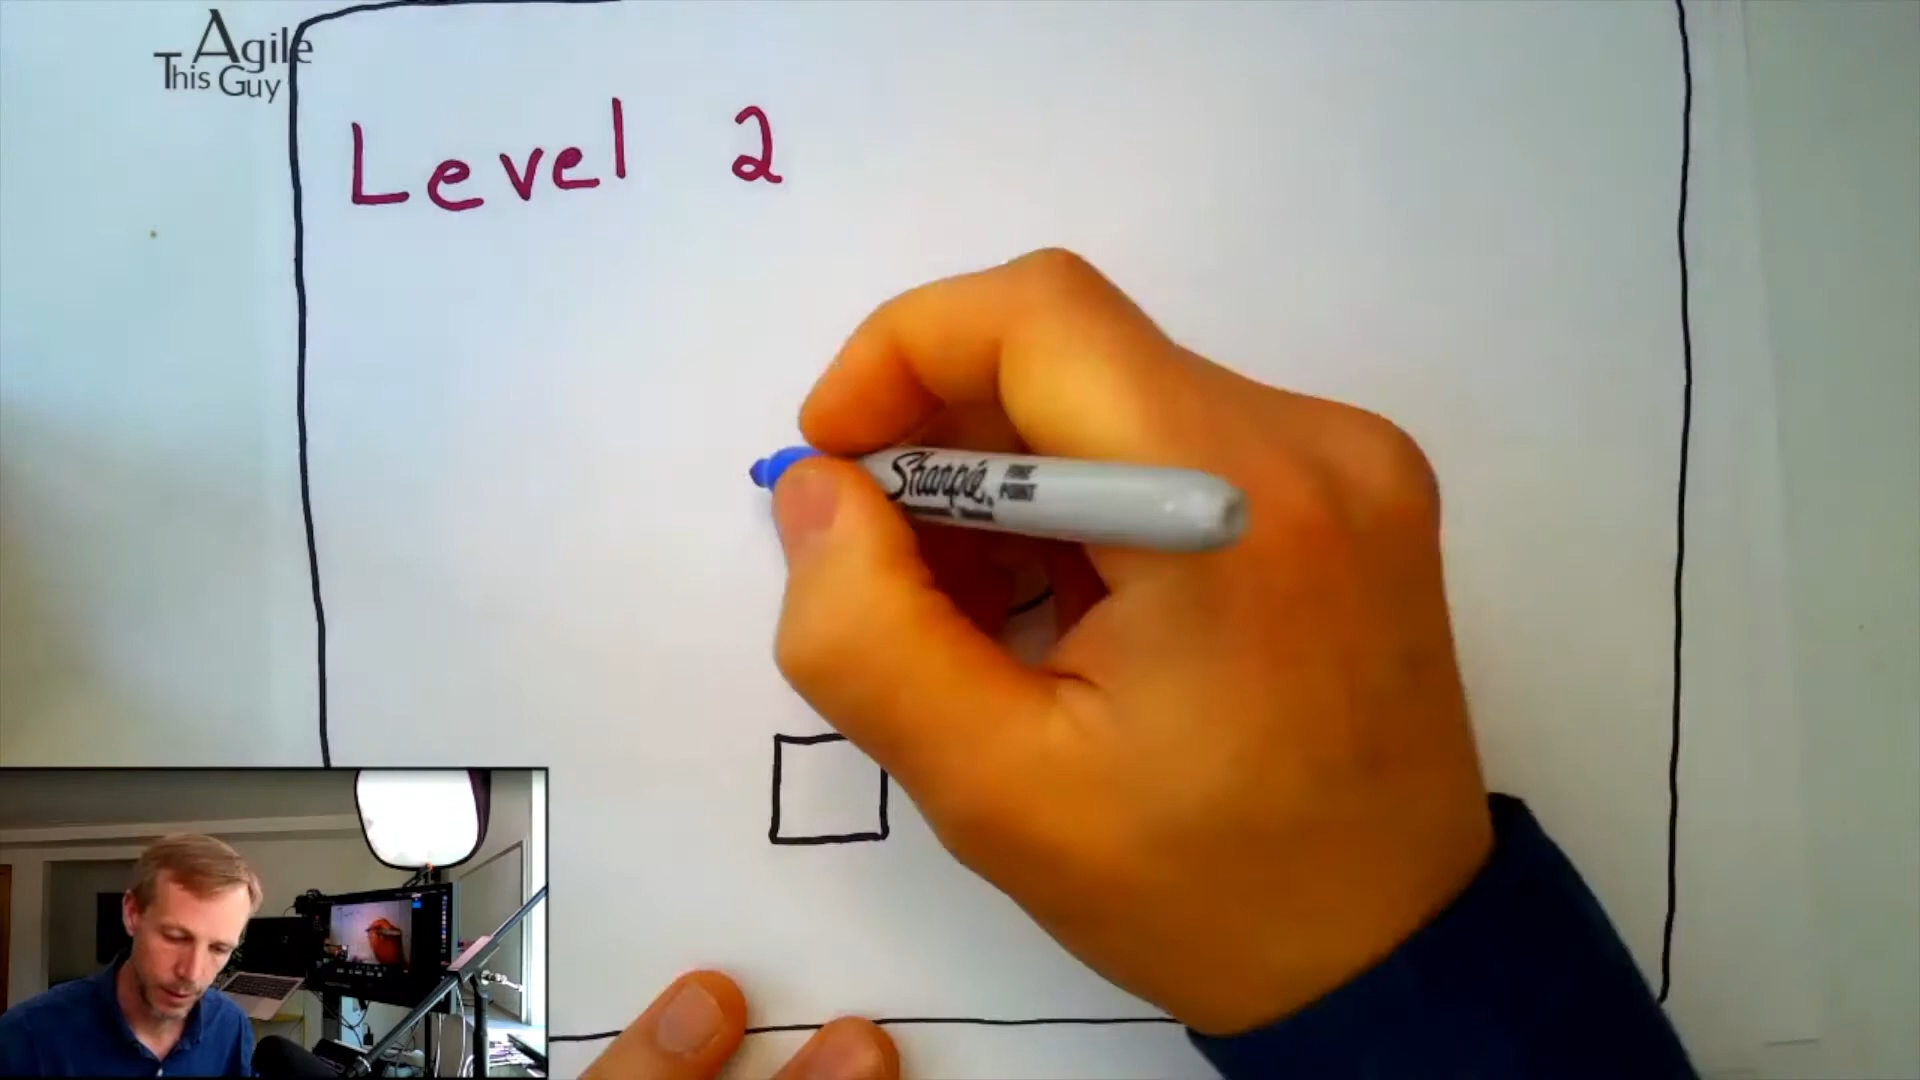 Agile
This Guy
Level 2
Sharpie
FINE
POINT